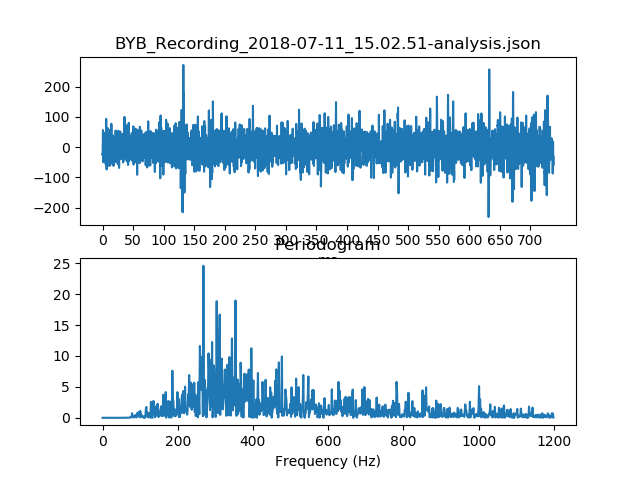 BYB_Recording_2018-07-11_15.02.51-analysis.json
200
100
0
−100
−200
0 50 100 150 200 250 300 350 400 450 500 550 600 650 700
ms
Periodogram
25
20
15
10
5
0
0 200 400 600 800 1000 1200
Frequency (Hz)